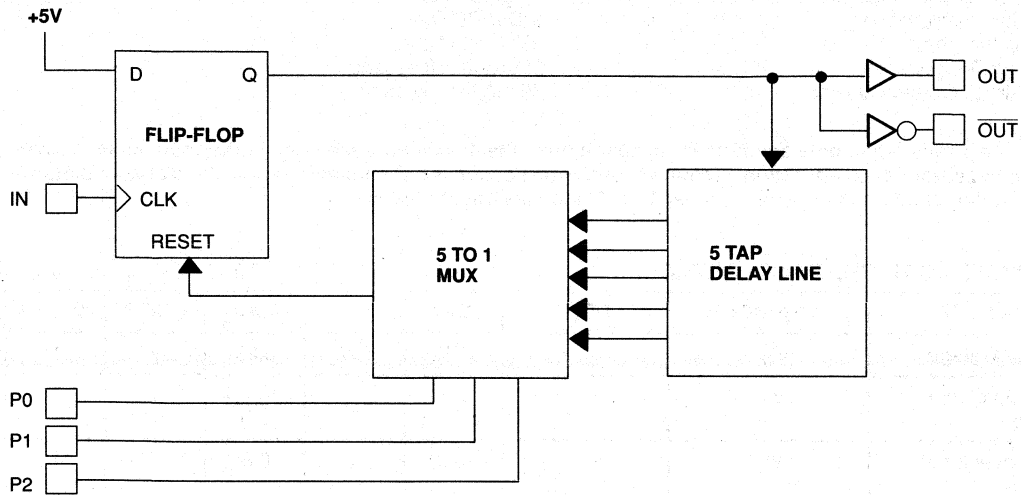 +5V
D
Q
FLIP-FLOP
IN
CLK
RESET
OUT
OUT
5 TO 1
MUX
5 TAP
DELAY LINE
P0
P1
P2